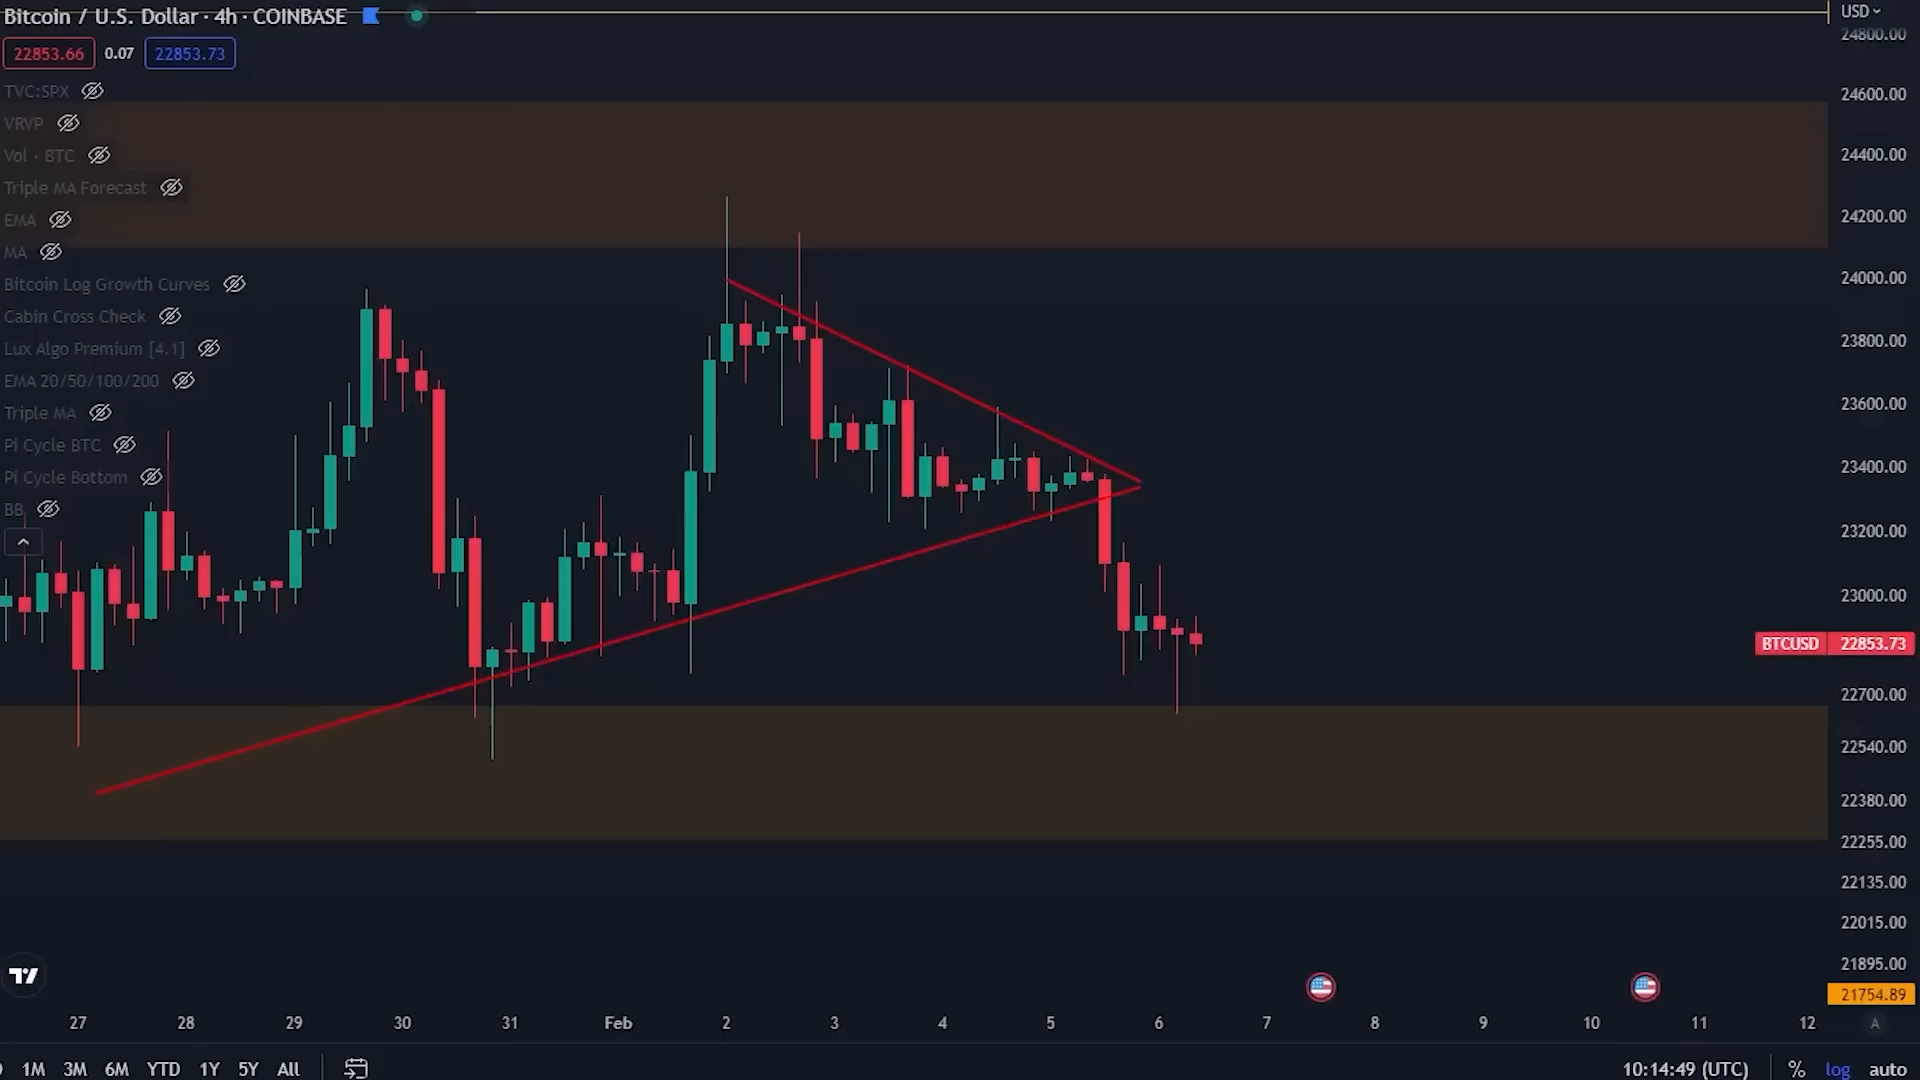 Bitcoin / U.S. Dollar · 4h · COINBASE
USD
24800.00
22853.66 0.07 22853.73
TVC:SPX
24600.00
VRVP
Vol · BTC
24400.00
Triple MA Forecast
EMA
24200.00
MA
Bitcoin Log Growth Curves
24000.00
Cabin Cross Check
Lux Algo Premium [4.1]
23800.00
EMA 20/50/100/200
Triple MA
23600.00
Pi Cycle BTC
Pi Cycle Bottom
23400.00
BB
23200.00
23000.00
BTCUSD 22853.73
22700.00
22540.00
22380.00
22255.00
22135.00
22015.00
21895.00
21754.89
27 28 29 30 31 Feb 2 3 4 5 6 7 8 9 10 11 12 A
1M 3M 6M YTD 1Y 5Y All 10:14:49 (UTC) % log auto